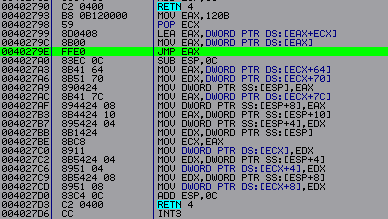 00402790 C2 0400 RETN 4
00402793 B8 0B120000 MOV EAX,120B
00402798 59 POP ECX
00402799 8D0408 LEA EAX,DWORD PTR DS:[EAX+ECX]
0040279C 8B00 MOV EAX,DWORD PTR DS:[EAX]
0040279E FFE0 JMP EAX
004027A0 83EC 0C SUB ESP,0C
004027A3 8B41 64 MOV EAX,DWORD PTR DS:[ECX+64]
004027A6 8B51 70 MOV EDX,DWORD PTR DS:[ECX+70]
004027A9 890424 MOV DWORD PTR SS:[ESP],EAX
004027AC 8B41 7C MOV EAX,DWORD PTR DS:[ECX+7C]
004027AF 894424 08 MOV DWORD PTR SS:[ESP+8],EAX
004027B3 8B4424 10 MOV EAX,DWORD PTR SS:[ESP+10]
004027B7 895424 04 MOV DWORD PTR SS:[ESP+4],EDX
004027BB 8B1424 MOV EDX,DWORD PTR SS:[ESP]
004027BE 8BC8 MOV ECX,EAX
004027C0 8911 MOV DWORD PTR DS:[ECX],EDX
004027C2 8B5424 04 MOV EDX,DWORD PTR SS:[ESP+4]
004027C6 8951 04 MOV DWORD PTR DS:[ECX+4],EDX
004027C9 8B5424 08 MOV EDX,DWORD PTR SS:[ESP+8]
004027CD 8951 08 MOV DWORD PTR DS:[ECX+8],EDX
004027D0 83C4 0C ADD ESP,0C
004027D3 C2 0400 RETN 4
004027D6 CC INT3